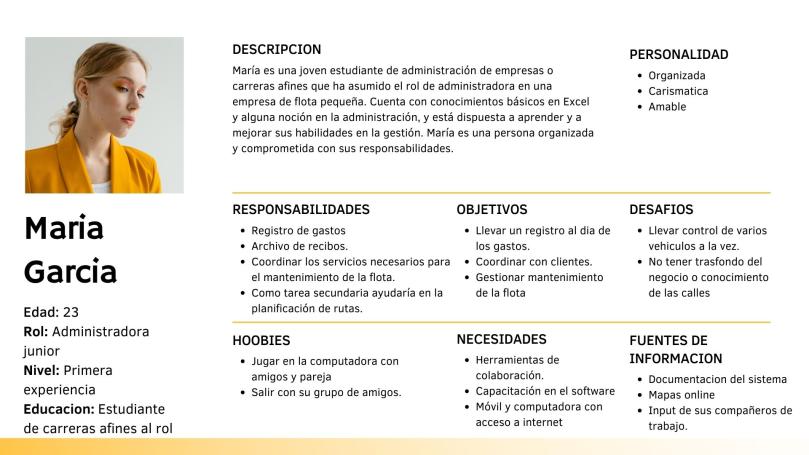 Maria
Garcia
Edad: 23
Rol: Administradora
junior
Nivel: Primera
experiencia
Educacion: Estudiante
de carreras afines al rol
DESCRIPCION
María es una joven estudiante de administración de empresas o
carreras afines que ha asumido el rol de administradora en una
empresa de flota pequeña. Cuenta con conocimientos básicos en Excel
y alguna noción en la administración, y está dispuesta a aprender y a
mejorar sus habilidades en la gestión. María es una persona organizada
y comprometida con sus responsabilidades.
PERSONALIDAD
• Organizada
• Carismatica
• Amable
RESPONSABILIDADES
• Registro de gastos
• Archivo de recibos.
• Coordinar los servicios necesarios para
el mantenimiento de la flota.
• Como tarea secundaria ayudaría en la
planificación de rutas.
OBJETIVOS
• Llevar un registro al dia de
los gastos.
• Coordinar con clientes.
• Gestionar mantenimiento
de la flota
DESAFIOS
• Llevar control de varios
vehiculos a la vez.
• No tener trasfondo del
negocio o conocimiento
de las calles
HOOBIES
• Jugar en la computadora con
amigos y pareja
• Salir con su grupo de amigos.
NECESIDADES
• Herramientas de
colaboración.
• Capacitación en el software
• Móvil y computadora con
acceso a internet
FUENTES DE
INFORMACION
• Documentacion del sistema
• Mapas online
• Input de sus compañeros de
trabajo.